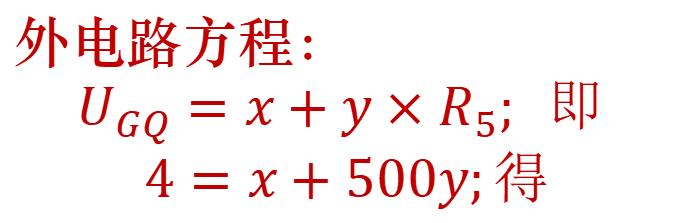 外电路方程：
U_{GQ} = x + y × R_5; 即
4 = x + 500y; 得